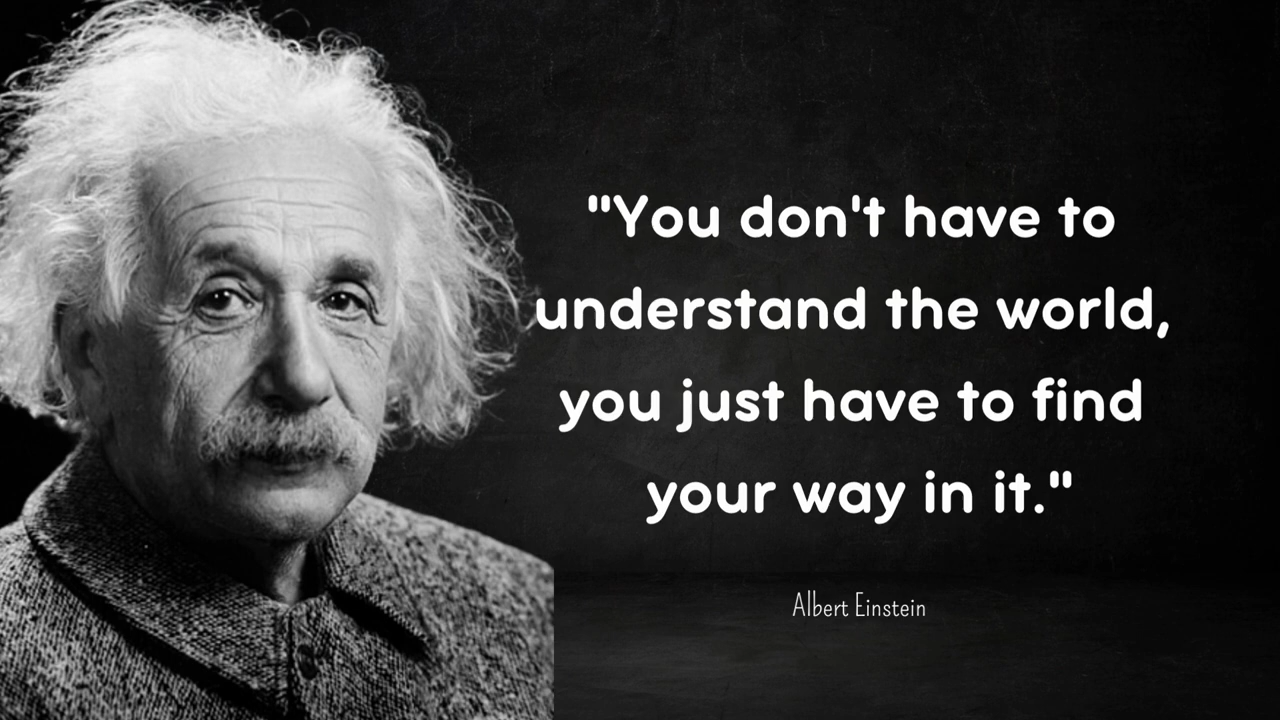 "You don't have to
understand the world,
you just have to find
your way in it."
Albert Einstein